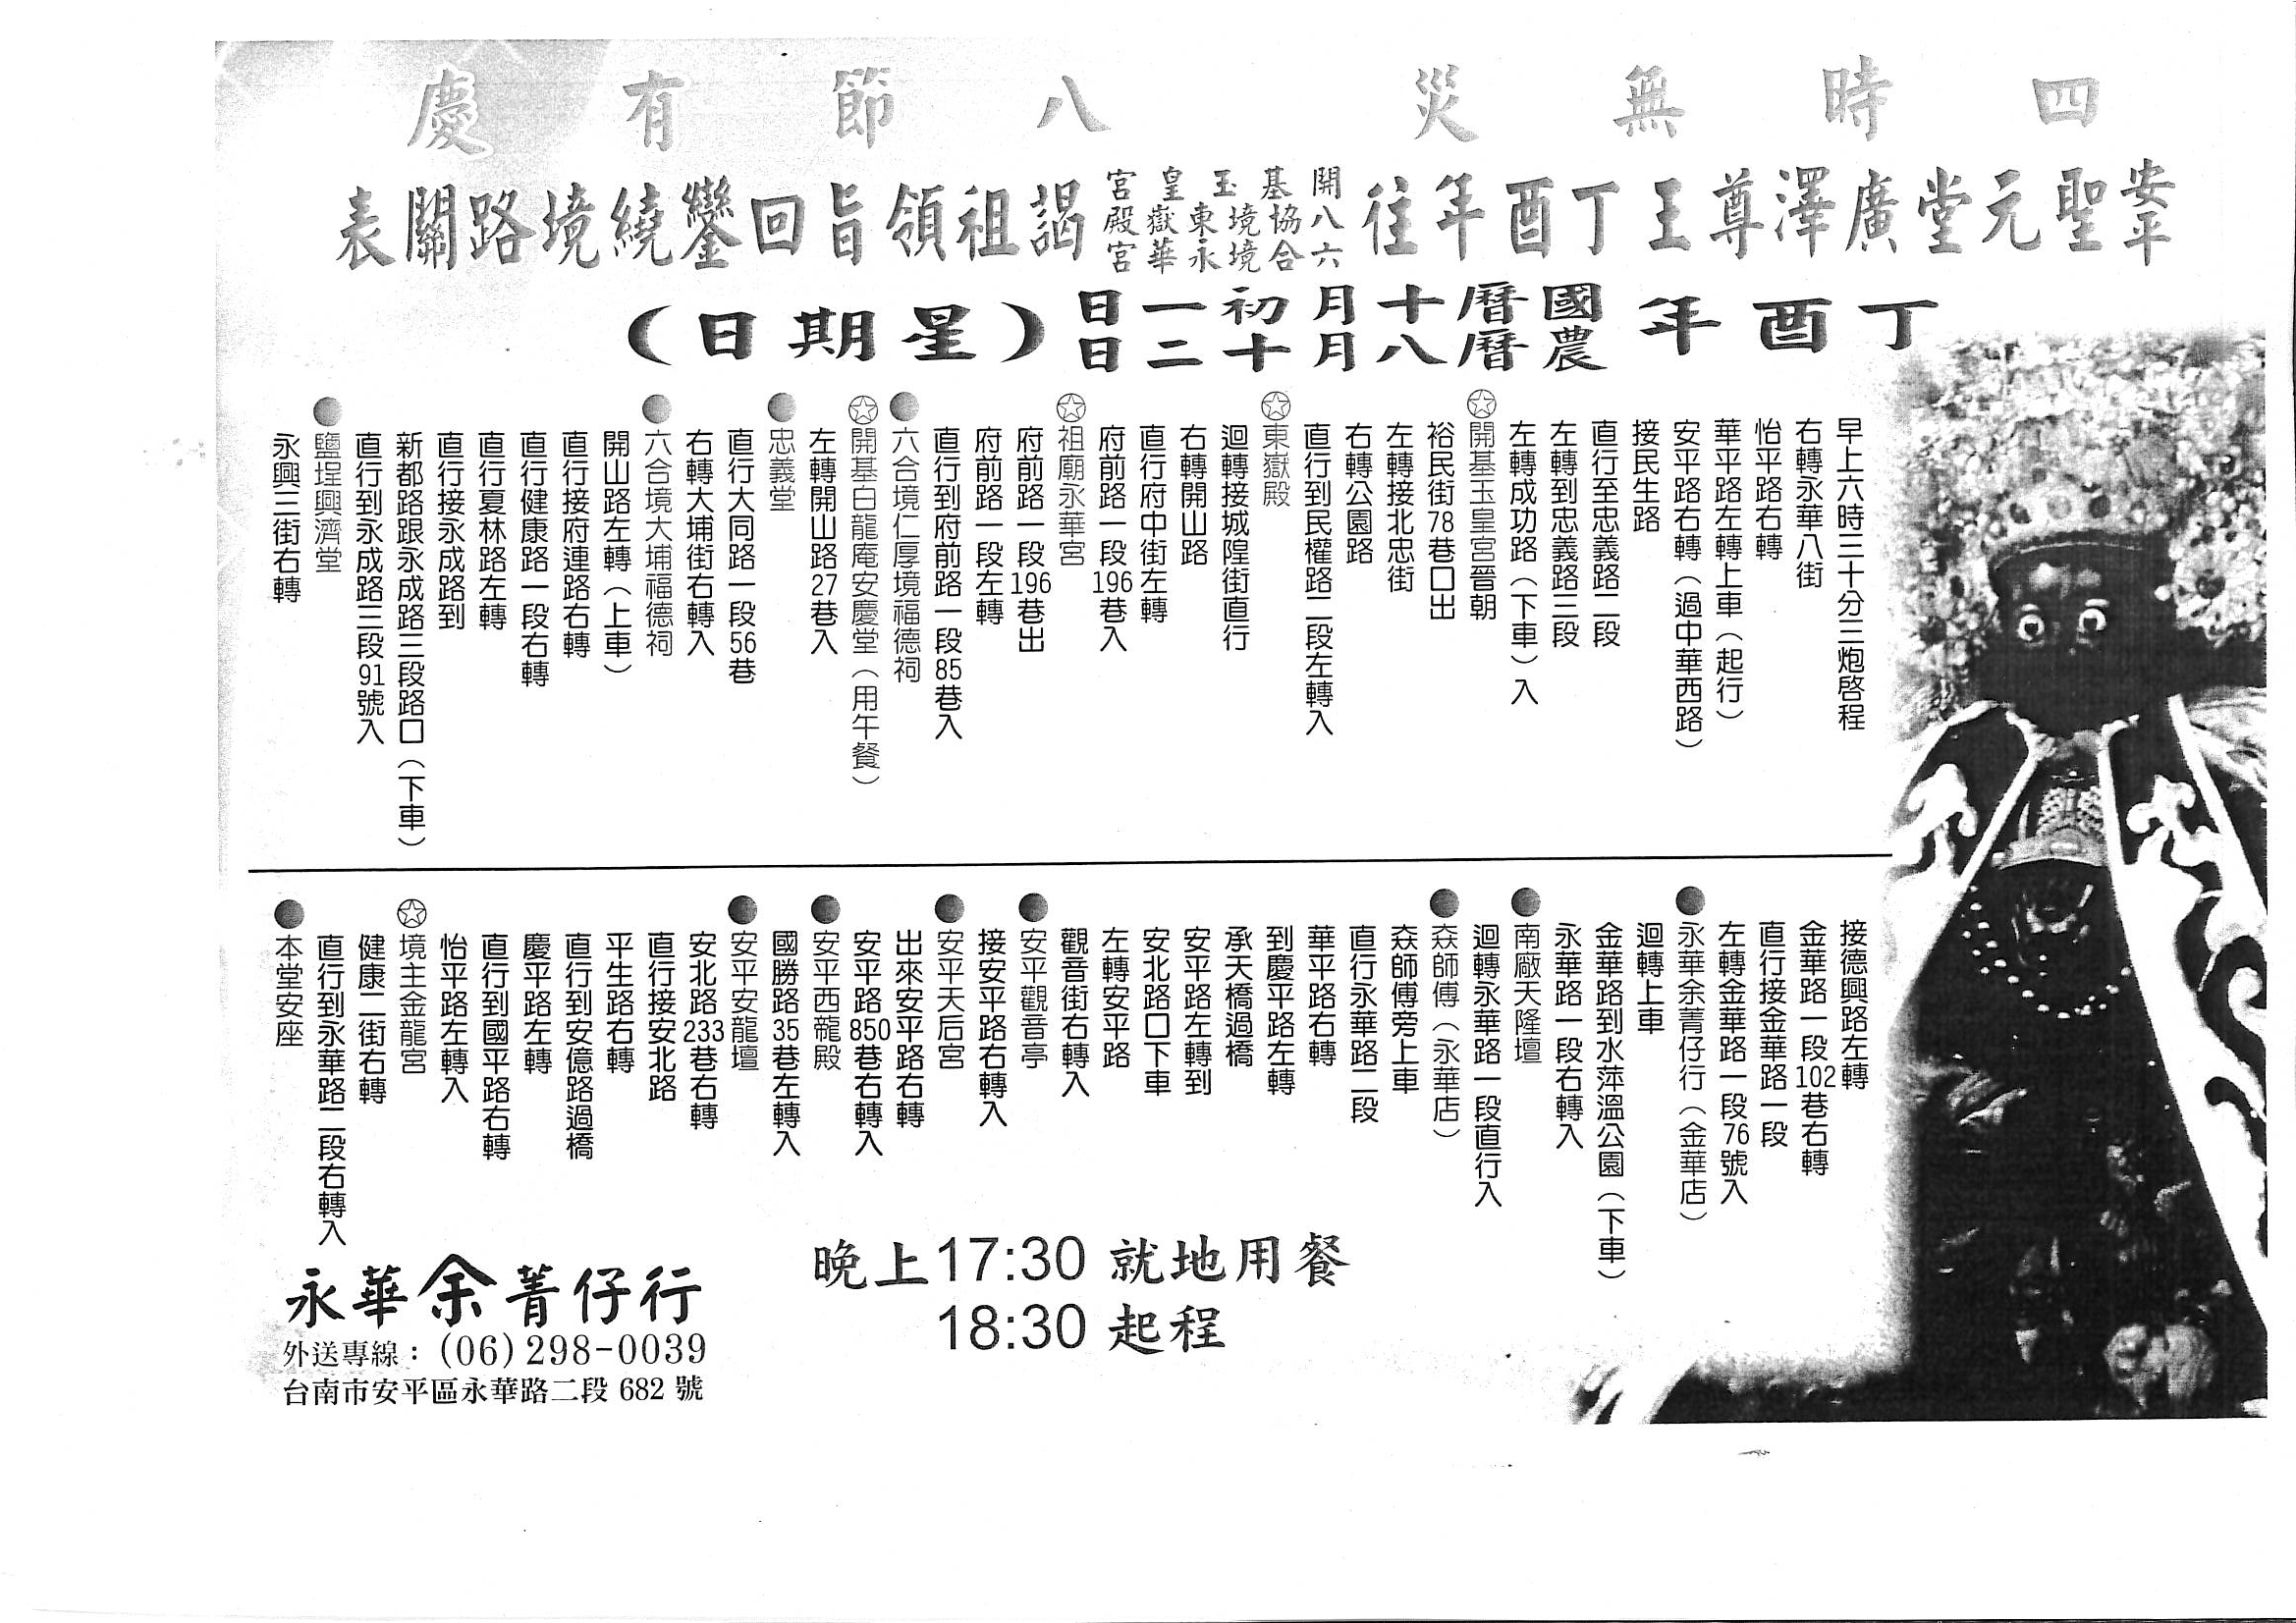 四時無災 八節有慶
安平聖元堂廣澤尊王丁酉年往
開基玉皇宮
八協境東嶽殿
六合境永華宮
謁祖領旨回鑾繞境路關表
丁酉年
國曆十月初一日
農曆八月十二日
（星期日）
早上六時三十分三炮啓程
右轉永華八街
怡平路右轉
華平路左轉上車（起行）
安平路右轉（過中華西路）
接民生路
直行至忠義路二段
左轉到忠義路三段
左轉成功路（下車）入
開基玉皇宮晉朝
裕民街78巷口出
左轉接北忠街
右轉公園路
直行到民權路二段左轉入
東嶽殿
迴轉接城隍街直行
右轉開山路
直行府中街左轉
府前路一段196巷入
祖廟永華宮
府前路一段196巷出
府前路一段左轉
直行到府前路一段85巷入
六合境仁厚境福德祠
開基白龍庵安慶堂（用午餐）
左轉開山路27巷入
忠義堂
直行大同路一段56巷
右轉大埔街右轉入
六合境大埔福德祠
開山路左轉（上車）
直行接府連路右轉
直行健康路一段右轉
直行夏林路左轉
直行接永成路到
新都路跟永成路三段路口（下車）
直行到永成路三段91號入
鹽埕興濟堂
永興三街右轉
接德興路左轉
金華路一段102巷右轉
直行接金華路一段
左轉金華路一段76號入
永華余菁仔行（金華店）
迴轉上車
金華路到水萍溫公園（下車）
永華路一段右轉入
南廠天隆壇
迴轉永華路一段直行入
猋師傅（永華店）
猋師傅旁上車
直行永華路二段
華平路右轉
到慶平路左轉
承天橋過橋
安平路左轉到
安北路口下車
左轉安平路
觀音街右轉入
安平觀音亭
接安平路右轉入
安平天后宮
出來安平路右轉
安平路850巷右轉入
安平西龍殿
國勝路35巷左轉入
安平安龍壇
安北路233巷右轉
直行接安北路
平生路右轉
直行到安億路過橋
慶平路左轉
直行到國平路右轉
怡平路左轉入
境主金龍宮
健康二街右轉
直行到永華路二段右轉入
本堂安座
晚上17:30 就地用餐
18:30 起程
永華余菁仔行
外送專線：(06)298-0039
台南市安平區永華路二段 682 號